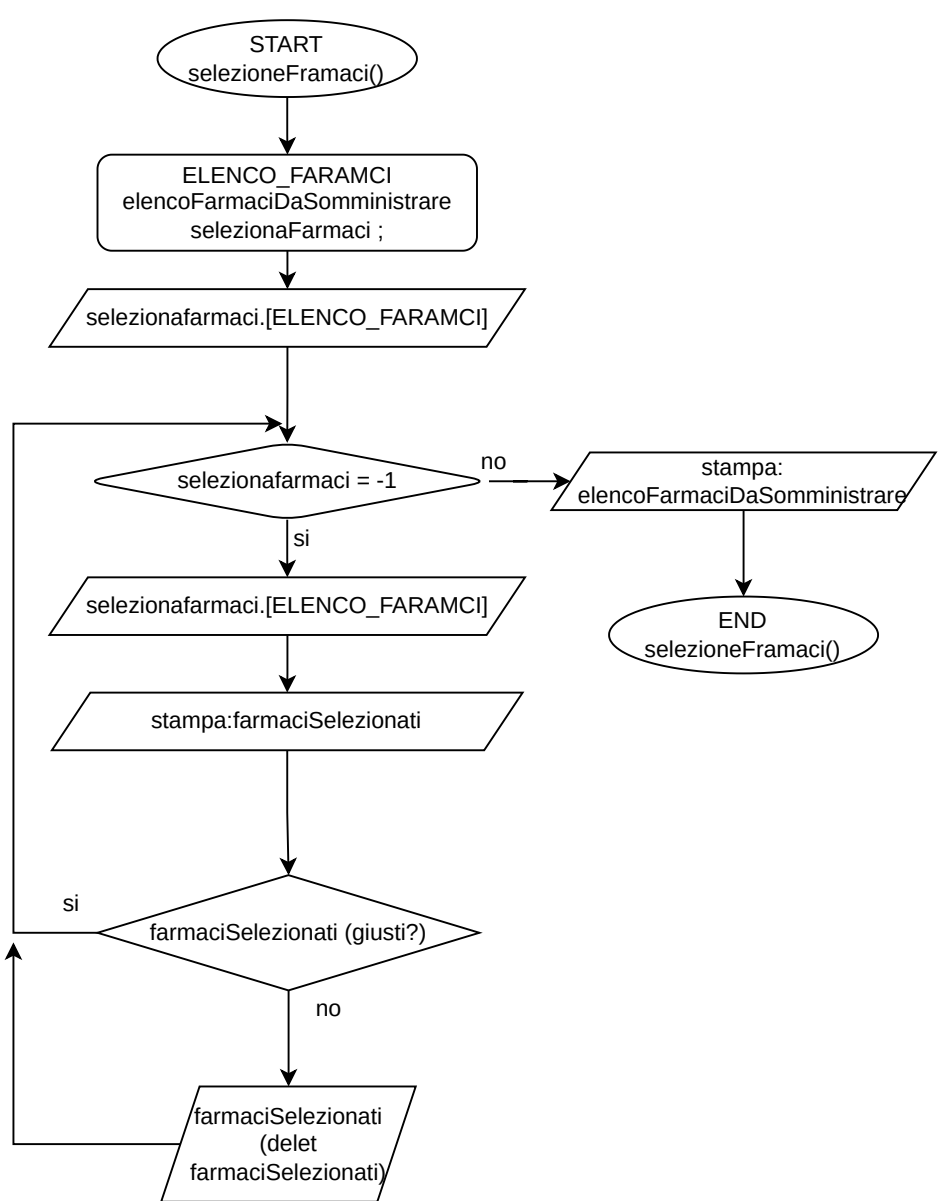 START
selezioneFramaci()
ELENCO_FARAMCI
elencoFarmaciDaSomministrare
selezionaFarmaci ;
selezionafarmaci.[ELENCO_FARAMCI]
selezionafarmaci = -1
no
stampa:
elencoFarmaciDaSomministrare
si
selezionafarmaci.[ELENCO_FARAMCI]
END
selezioneFramaci()
stampa:farmaciSelezionati
si
farmaciSelezionati (giusti?)
no
farmaciSelezionati
(delet
farmaciSelezionati)